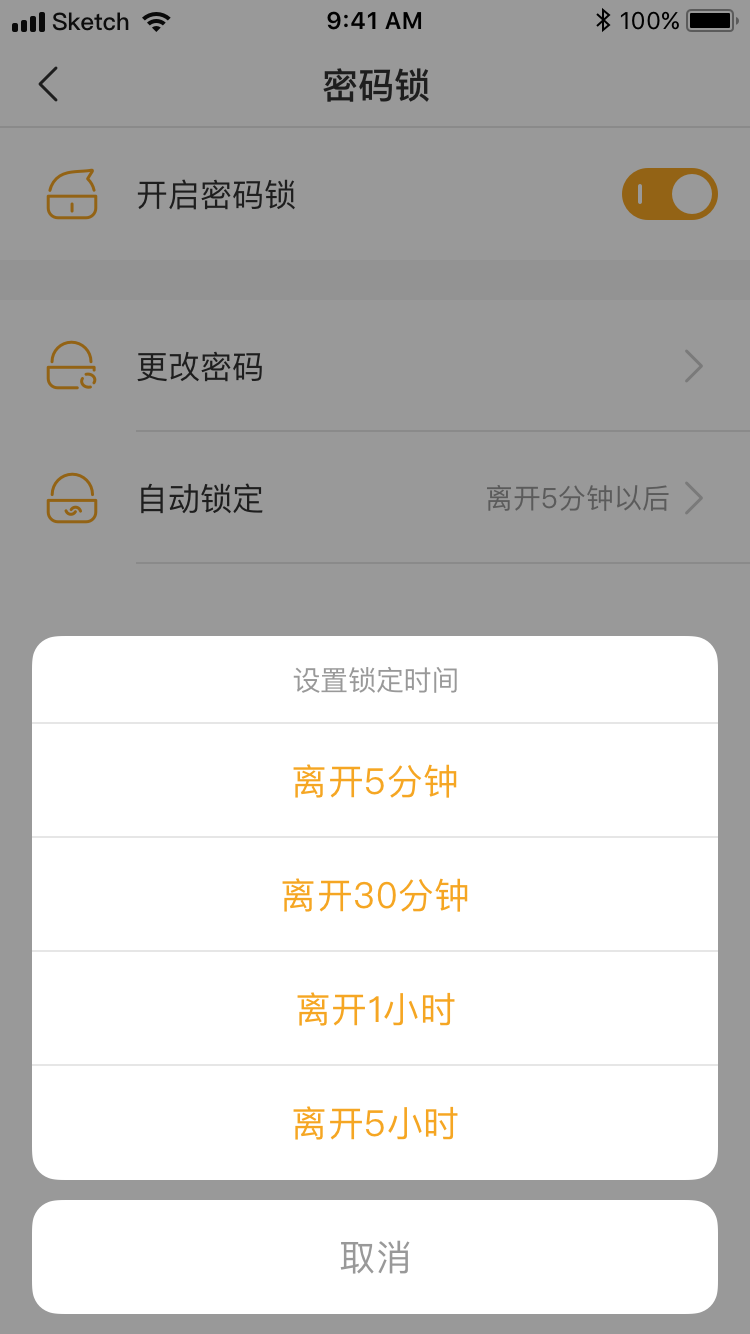 Sketch 9:41 AM 100%
密码锁
开启密码锁
更改密码
自动锁定 离开5分钟以后
设置锁定时间
离开5分钟
离开30分钟
离开1小时
离开5小时
取消